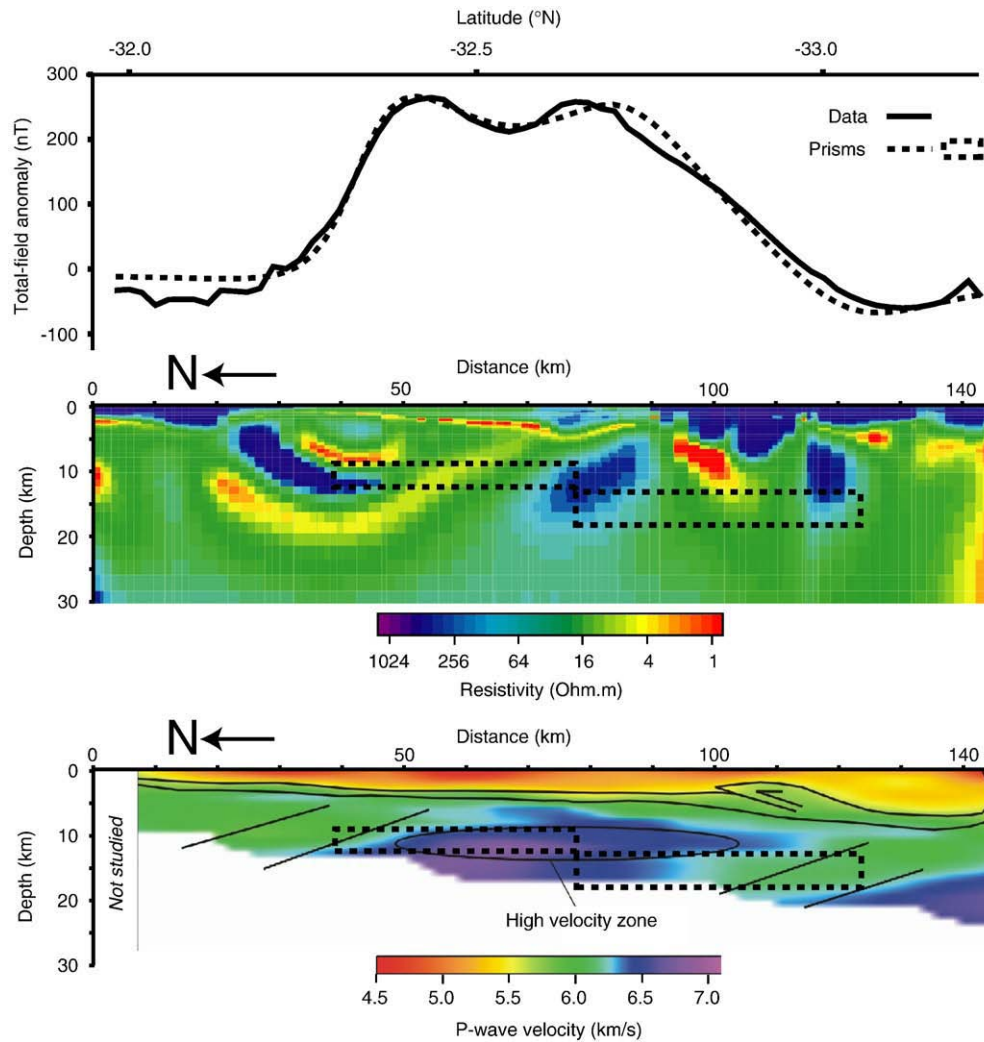 Latitude (°N)
-32.0 -32.5 -33.0
300
200
100
0
-100
Total-field anomaly (nT)
Data
Prisms
N
Distance (km)
0 50 100 140
0
10
20
30
Depth (km)
1024 256 64 16 4 1
Resistivity (Ohm.m)
N
Distance (km)
0 50 100 140
0
10
20
30
Depth (km)
Not studied
High velocity zone
4.5 5.0 5.5 6.0 6.5 7.0
P-wave velocity (km/s)